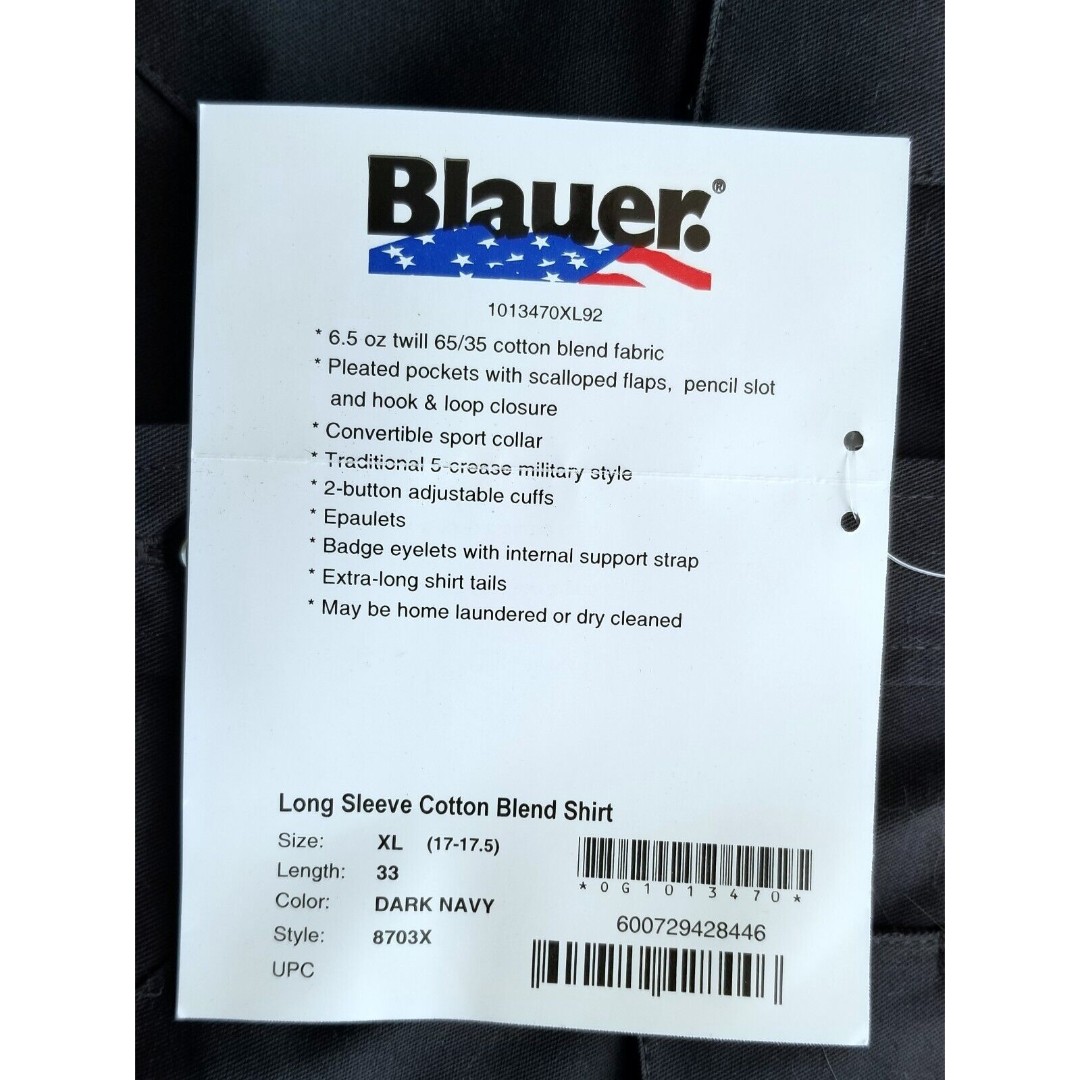 Blauer.®
1013470XL92
* 6.5 oz twill 65/35 cotton blend fabric
* Pleated pockets with scalloped flaps, pencil slot
and hook & loop closure
* Convertible sport collar
* Traditional 5-crease military style
* 2-button adjustable cuffs
* Epaulets
* Badge eyelets with internal support strap
* Extra-long shirt tails
* May be home laundered or dry cleaned
Long Sleeve Cotton Blend Shirt
Size: XL (17-17.5)
Length: 33
Color: DARK NAVY
Style: 8703X
UPC
*0G1013470*
600729428446